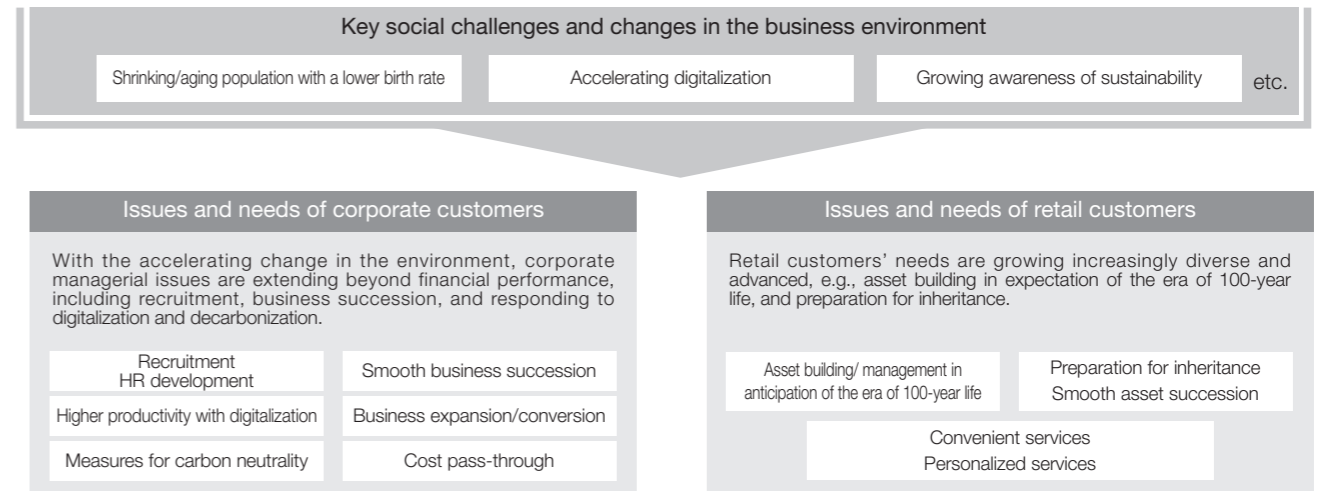 Key social challenges and changes in the business environment
Shrinking/aging population with a lower birth rate
Accelerating digitalization
Growing awareness of sustainability
etc.
Issues and needs of corporate customers
With the accelerating change in the environment, corporate
managerial issues are extending beyond financial performance,
including recruitment, business succession, and responding to
digitalization and decarbonization.
Recruitment
HR development
Smooth business succession
Higher productivity with digitalization
Business expansion/conversion
Measures for carbon neutrality
Cost pass-through
Issues and needs of retail customers
Retail customers’ needs are growing increasingly diverse and
advanced, e.g., asset building in expectation of the era of 100-year
life, and preparation for inheritance.
Asset building/ management in
anticipation of the era of 100-year life
Preparation for inheritance
Smooth asset succession
Convenient services
Personalized services